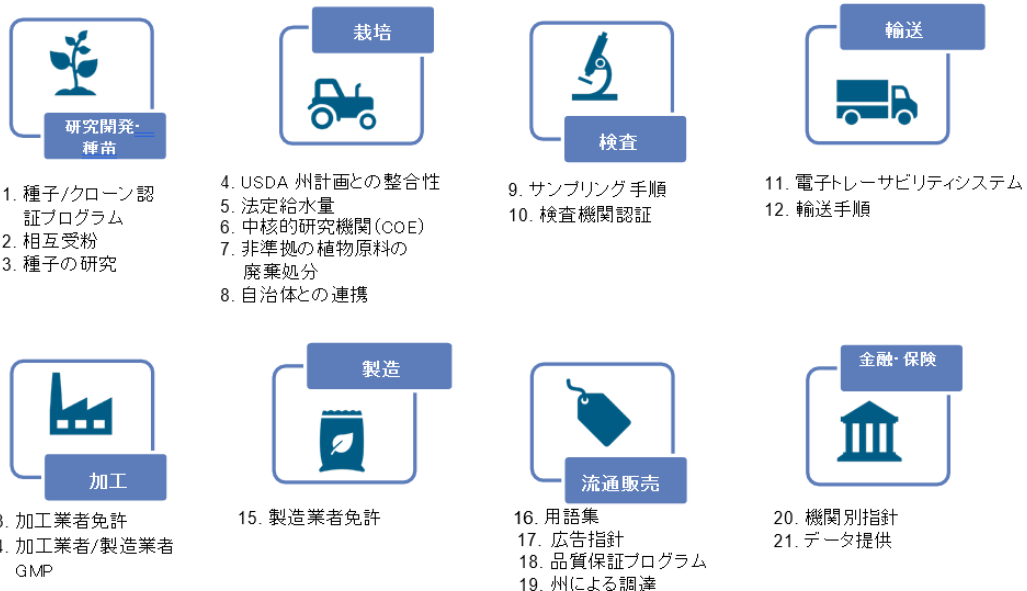 研究開発・
種苗
1. 種子/クローン認
証プログラム
2. 相互受粉
3. 種子の研究
栽培
4. USDA 州計画との整合性
5. 法定給水量
6. 中核的研究機関(COE)
7. 非準拠の植物原料の
廃棄処分
8. 自治体との連携
検査
9. サンプリング手順
10. 検査機関認証
輸送
11. 電子トレーサビリティシステム
12. 輸送手順
加工
3. 加工業者免許
4. 加工業者/製造業者
GMP
製造
15. 製造業者免許
流通販売
16. 用語集
17. 広告指針
18. 品質保証プログラム
19. 州による調達
金融・保険
20. 機関別指針
21. データ提供